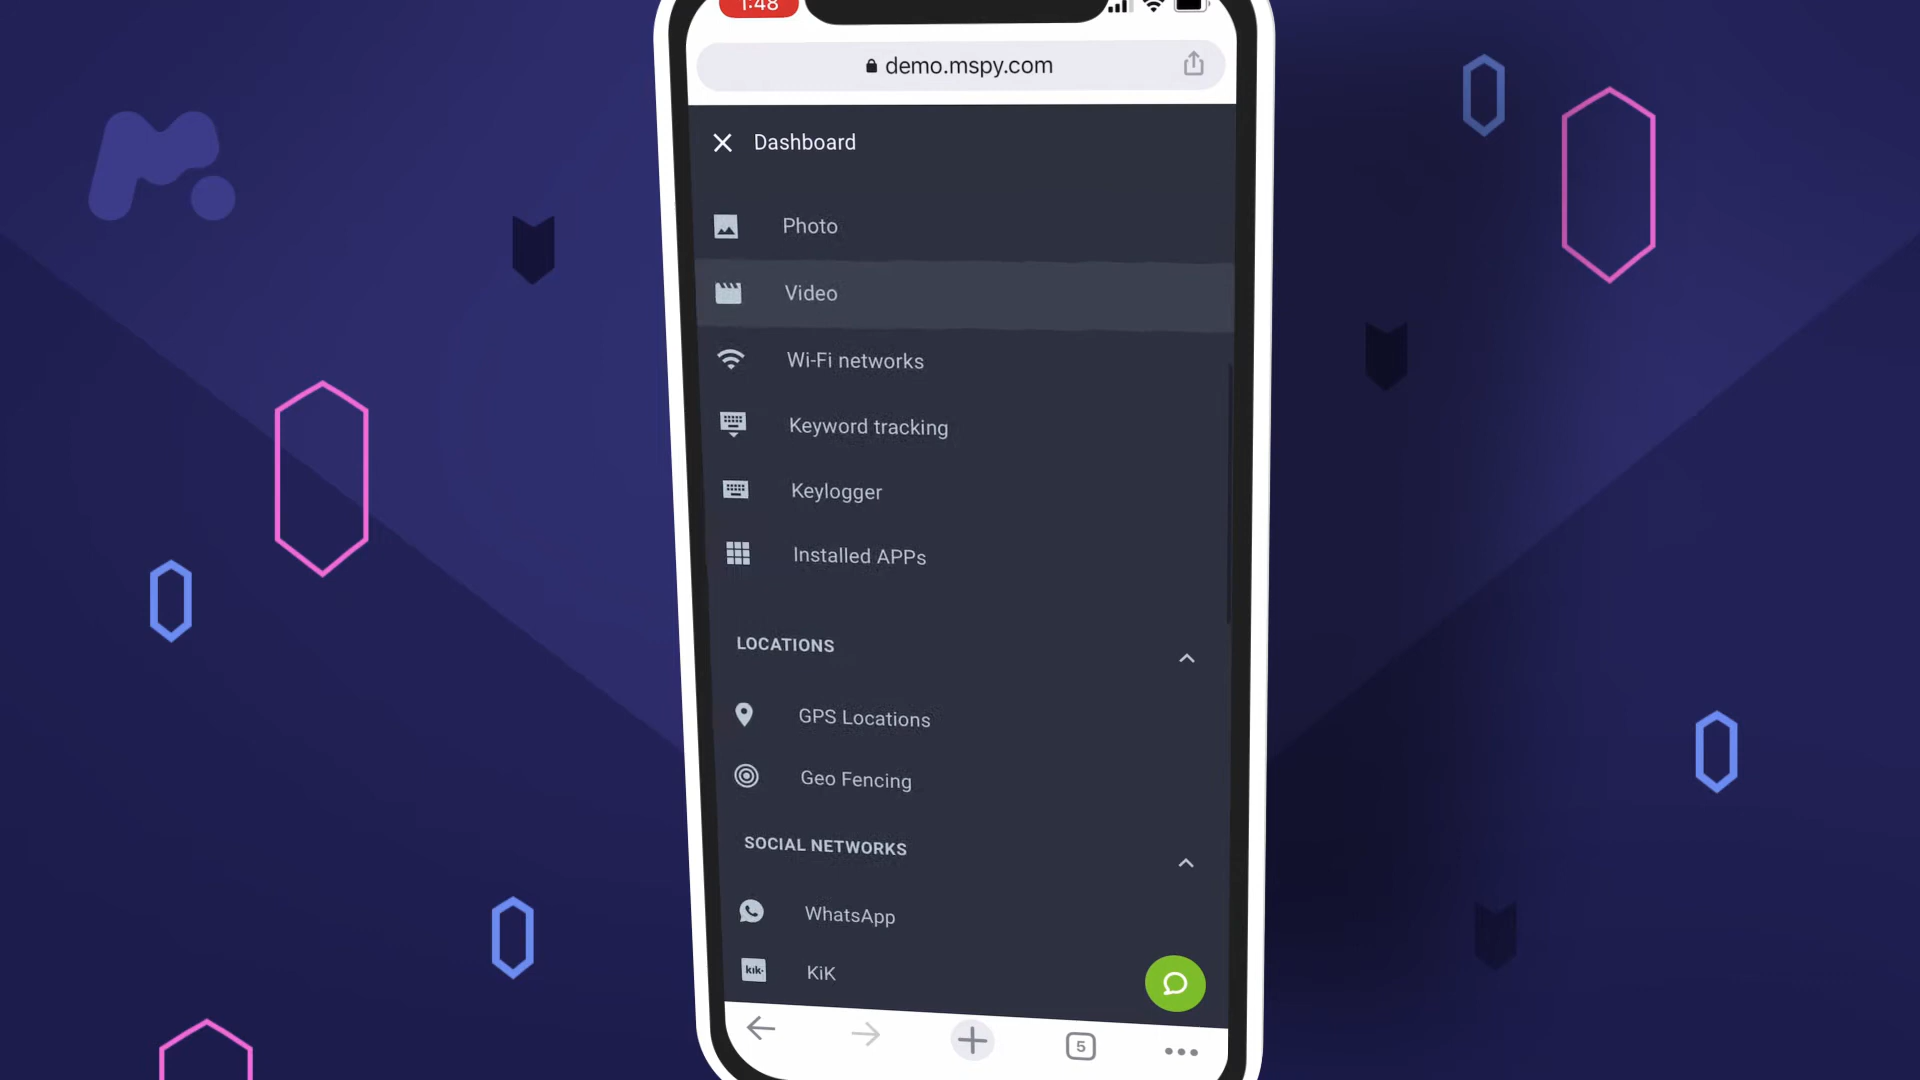 1:48
demo.mspy.com
Dashboard
Photo
Video
Wi-Fi networks
Keyword tracking
Keylogger
Installed APPs
LOCATIONS
GPS Locations
Geo Fencing
SOCIAL NETWORKS
WhatsApp
kik
KiK
5